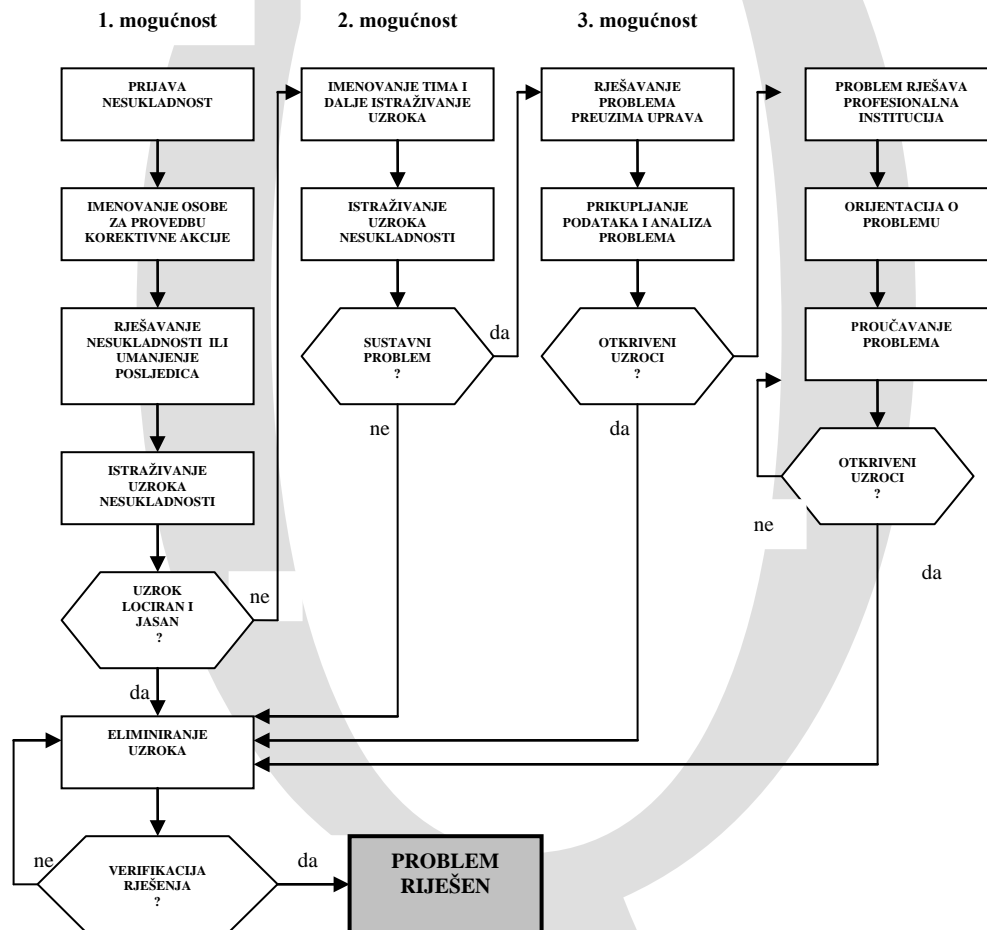 1. mogućnost
2. mogućnost
3. mogućnost
PRIJAVA
NESUKLADNOST
IMENOVANJE OSOBE
ZA PROVEDBU
KOREKTIVNE AKCIJE
RJEŠAVANJE
NESUKLADNOSTI ILI
UMANJENJE
POSLJEDICA
ISTRAŽIVANJE
UZROKA
NESUKLADNOSTI
UZROK
LOCIRAN I
JASAN
?
ne
da
ELIMINIRANJE
UZROKA
ne
VERIFIKACIJA
RJEŠENJA
?
da
PROBLEM
RIJEŠEN
IMENOVANJE TIMA I
DALJE ISTRAŽIVANJE
UZROKA
ISTRAŽIVANJE
UZROKA
NESUKLADNOSTI
SUSTAVNI
PROBLEM
?
da
ne
RJEŠAVANJE
PROBLEMA
PREUZIMA UPRAVA
PRIKUPLJANJE
PODATAKA I ANALIZA
PROBLEMA
OTKRIVENI
UZROCI
?
da
PROBLEM RJEŠAVA
PROFESIONALNA
INSTITUCIJA
ORIJENTACIJA O
PROBLEMU
PROUČAVANJE
PROBLEMA
OTKRIVENI
UZROCI
?
ne
da